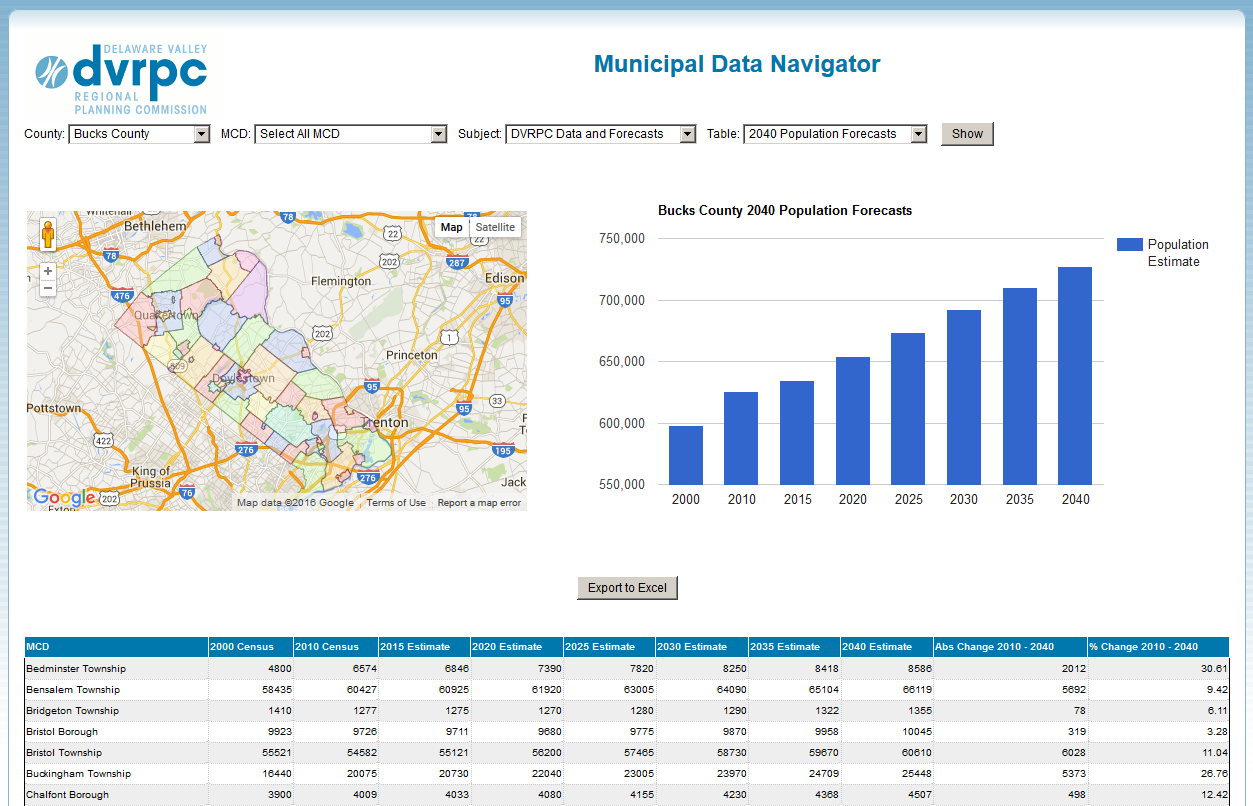 DELAWARE VALLEY
dvrpc
REGIONAL
PLANNING COMMISSION
Municipal Data Navigator
County: Bucks County MCD: Select All MCD Subject: DVRPC Data and Forecasts Table: 2040 Population Forecasts Show
Bethlehem
Map Satellite
78
78
22
22
202
287
+
−
Flemington
Edison
476
95
Quakertown
202
1
Princeton
309
Doylestown
95
95
33
Pottstown
Trenton
422
276
195
King of
Prussia
276
Jack
76
Google
202
Map data ©2016 Google Terms of Use Report a map error
Bucks County 2040 Population Forecasts
750,000
700,000
650,000
600,000
550,000
2000 2010 2015 2020 2025 2030 2035 2040
Population
Estimate
Export to Excel
MCD 2000 Census 2010 Census 2015 Estimate 2020 Estimate 2025 Estimate 2030 Estimate 2035 Estimate 2040 Estimate Abs Change 2010 - 2040 % Change 2010 - 2040
Bedminster Township 4800 6574 6846 7390 7820 8250 8418 8586 2012 30.61
Bensalem Township 58435 60427 60925 61920 63005 64090 65104 66119 5692 9.42
Bridgeton Township 1410 1277 1275 1270 1280 1290 1322 1355 78 6.11
Bristol Borough 9923 9726 9711 9680 9775 9870 9958 10045 319 3.28
Bristol Township 55521 54582 55121 56200 57465 58730 59670 60610 6028 11.04
Buckingham Township 16440 20075 20730 22040 23005 23970 24709 25448 5373 26.76
Chalfont Borough 3900 4009 4033 4080 4155 4230 4368 4507 498 12.42